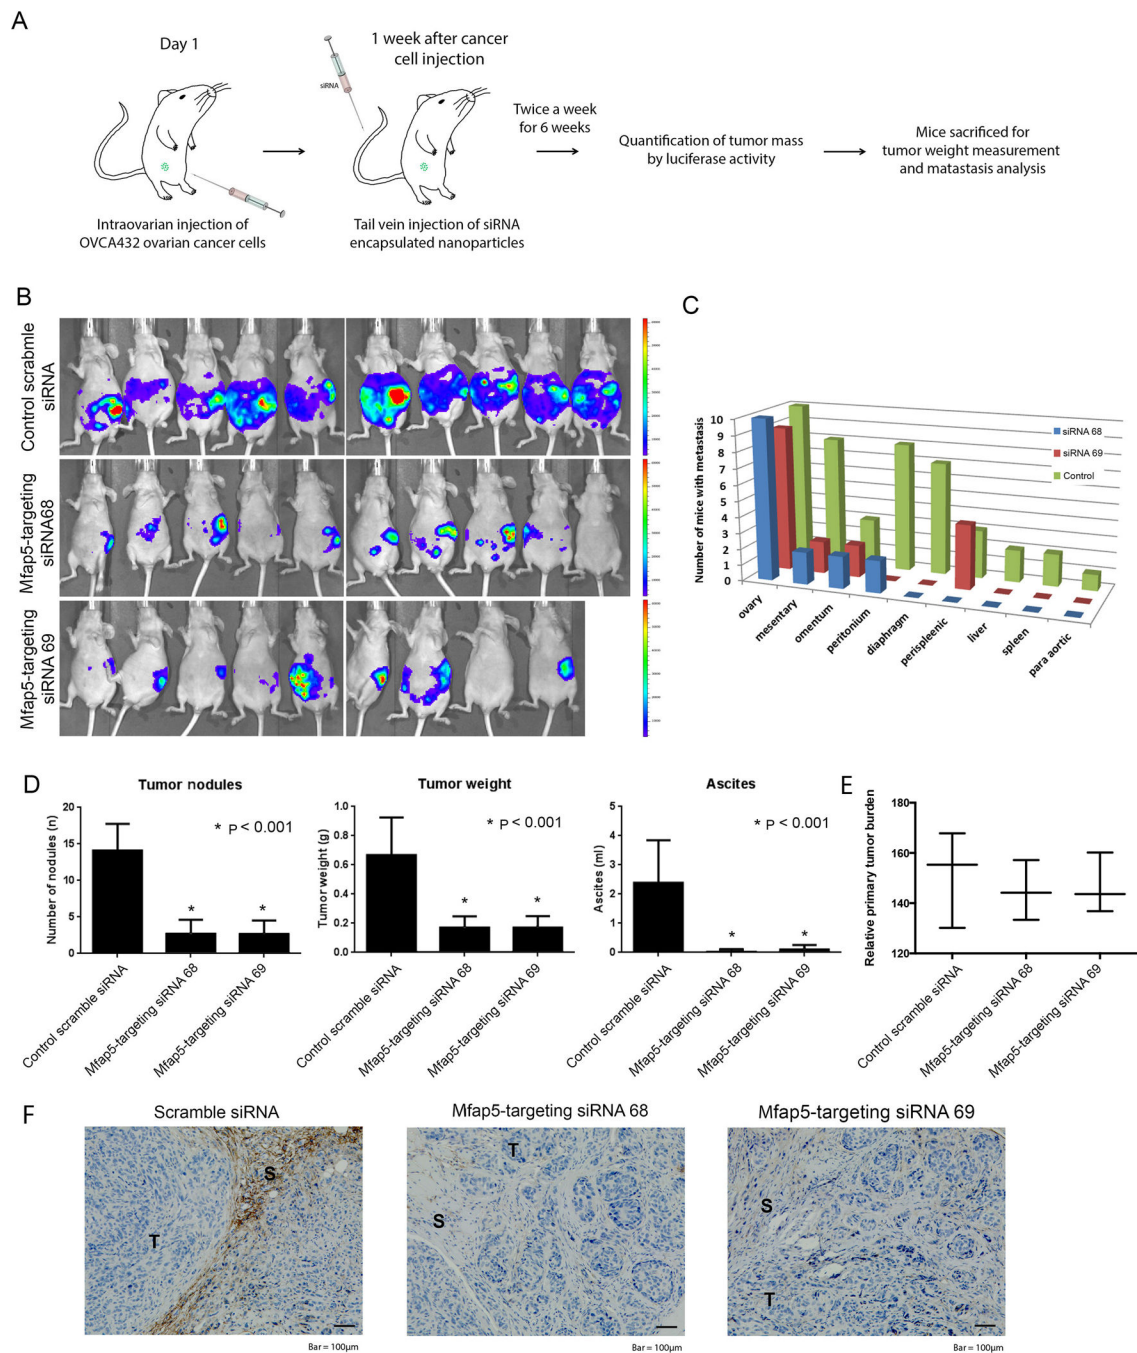 A
Day 1
siRNA
1 week after cancer
cell injection
Twice a week
for 6 weeks
Quantification of tumor mass
by luciferase activity
Mice sacrificed for
tumor weight measurement
and matastasis analysis
Intraovarian injection of
OVCA432 ovarian cancer cells
Tail vein injection of siRNA
encapsulated nanoparticles
B
Control scrabmle
siRNA
Mfap5-targeting
siRNA68
Mfap5-targeting
siRNA 69
C
Number of mice with metastasis
10
9
8
7
6
5
4
3
2
1
0
siRNA 68
siRNA 69
Control
ovary
mesentary
omentum
peritonium
diaphragm
perispleenic
liver
spleen
para aortic
D
Tumor nodules
Number of nodules (n)
20
15
10
5
0
* P < 0.001
*
*
Control scramble siRNA
Mfap5-targeting siRNA 68
Mfap5-targeting siRNA 69
Tumor weight
Tumor weight (g)
1.0
0.8
0.6
0.4
0.2
0.0
* P < 0.001
*
*
Control scramble siRNA
Mfap5-targeting siRNA 68
Mfap5-targeting siRNA 69
Ascites
Ascites (ml)
5
4
3
2
1
0
* P < 0.001
*
*
Control scramble siRNA
Mfap5-targeting siRNA 68
Mfap5-targeting siRNA 69
E
Relative primary tumor burden
180
160
140
120
Control scramble siRNA
Mfap5-targeting siRNA 68
Mfap5-targeting siRNA 69
F
Scramble siRNA
S
T
Bar = 100µm
Mfap5-targeting siRNA 68
T
S
Bar = 100µm
Mfap5-targeting siRNA 69
S
T
Bar = 100µm